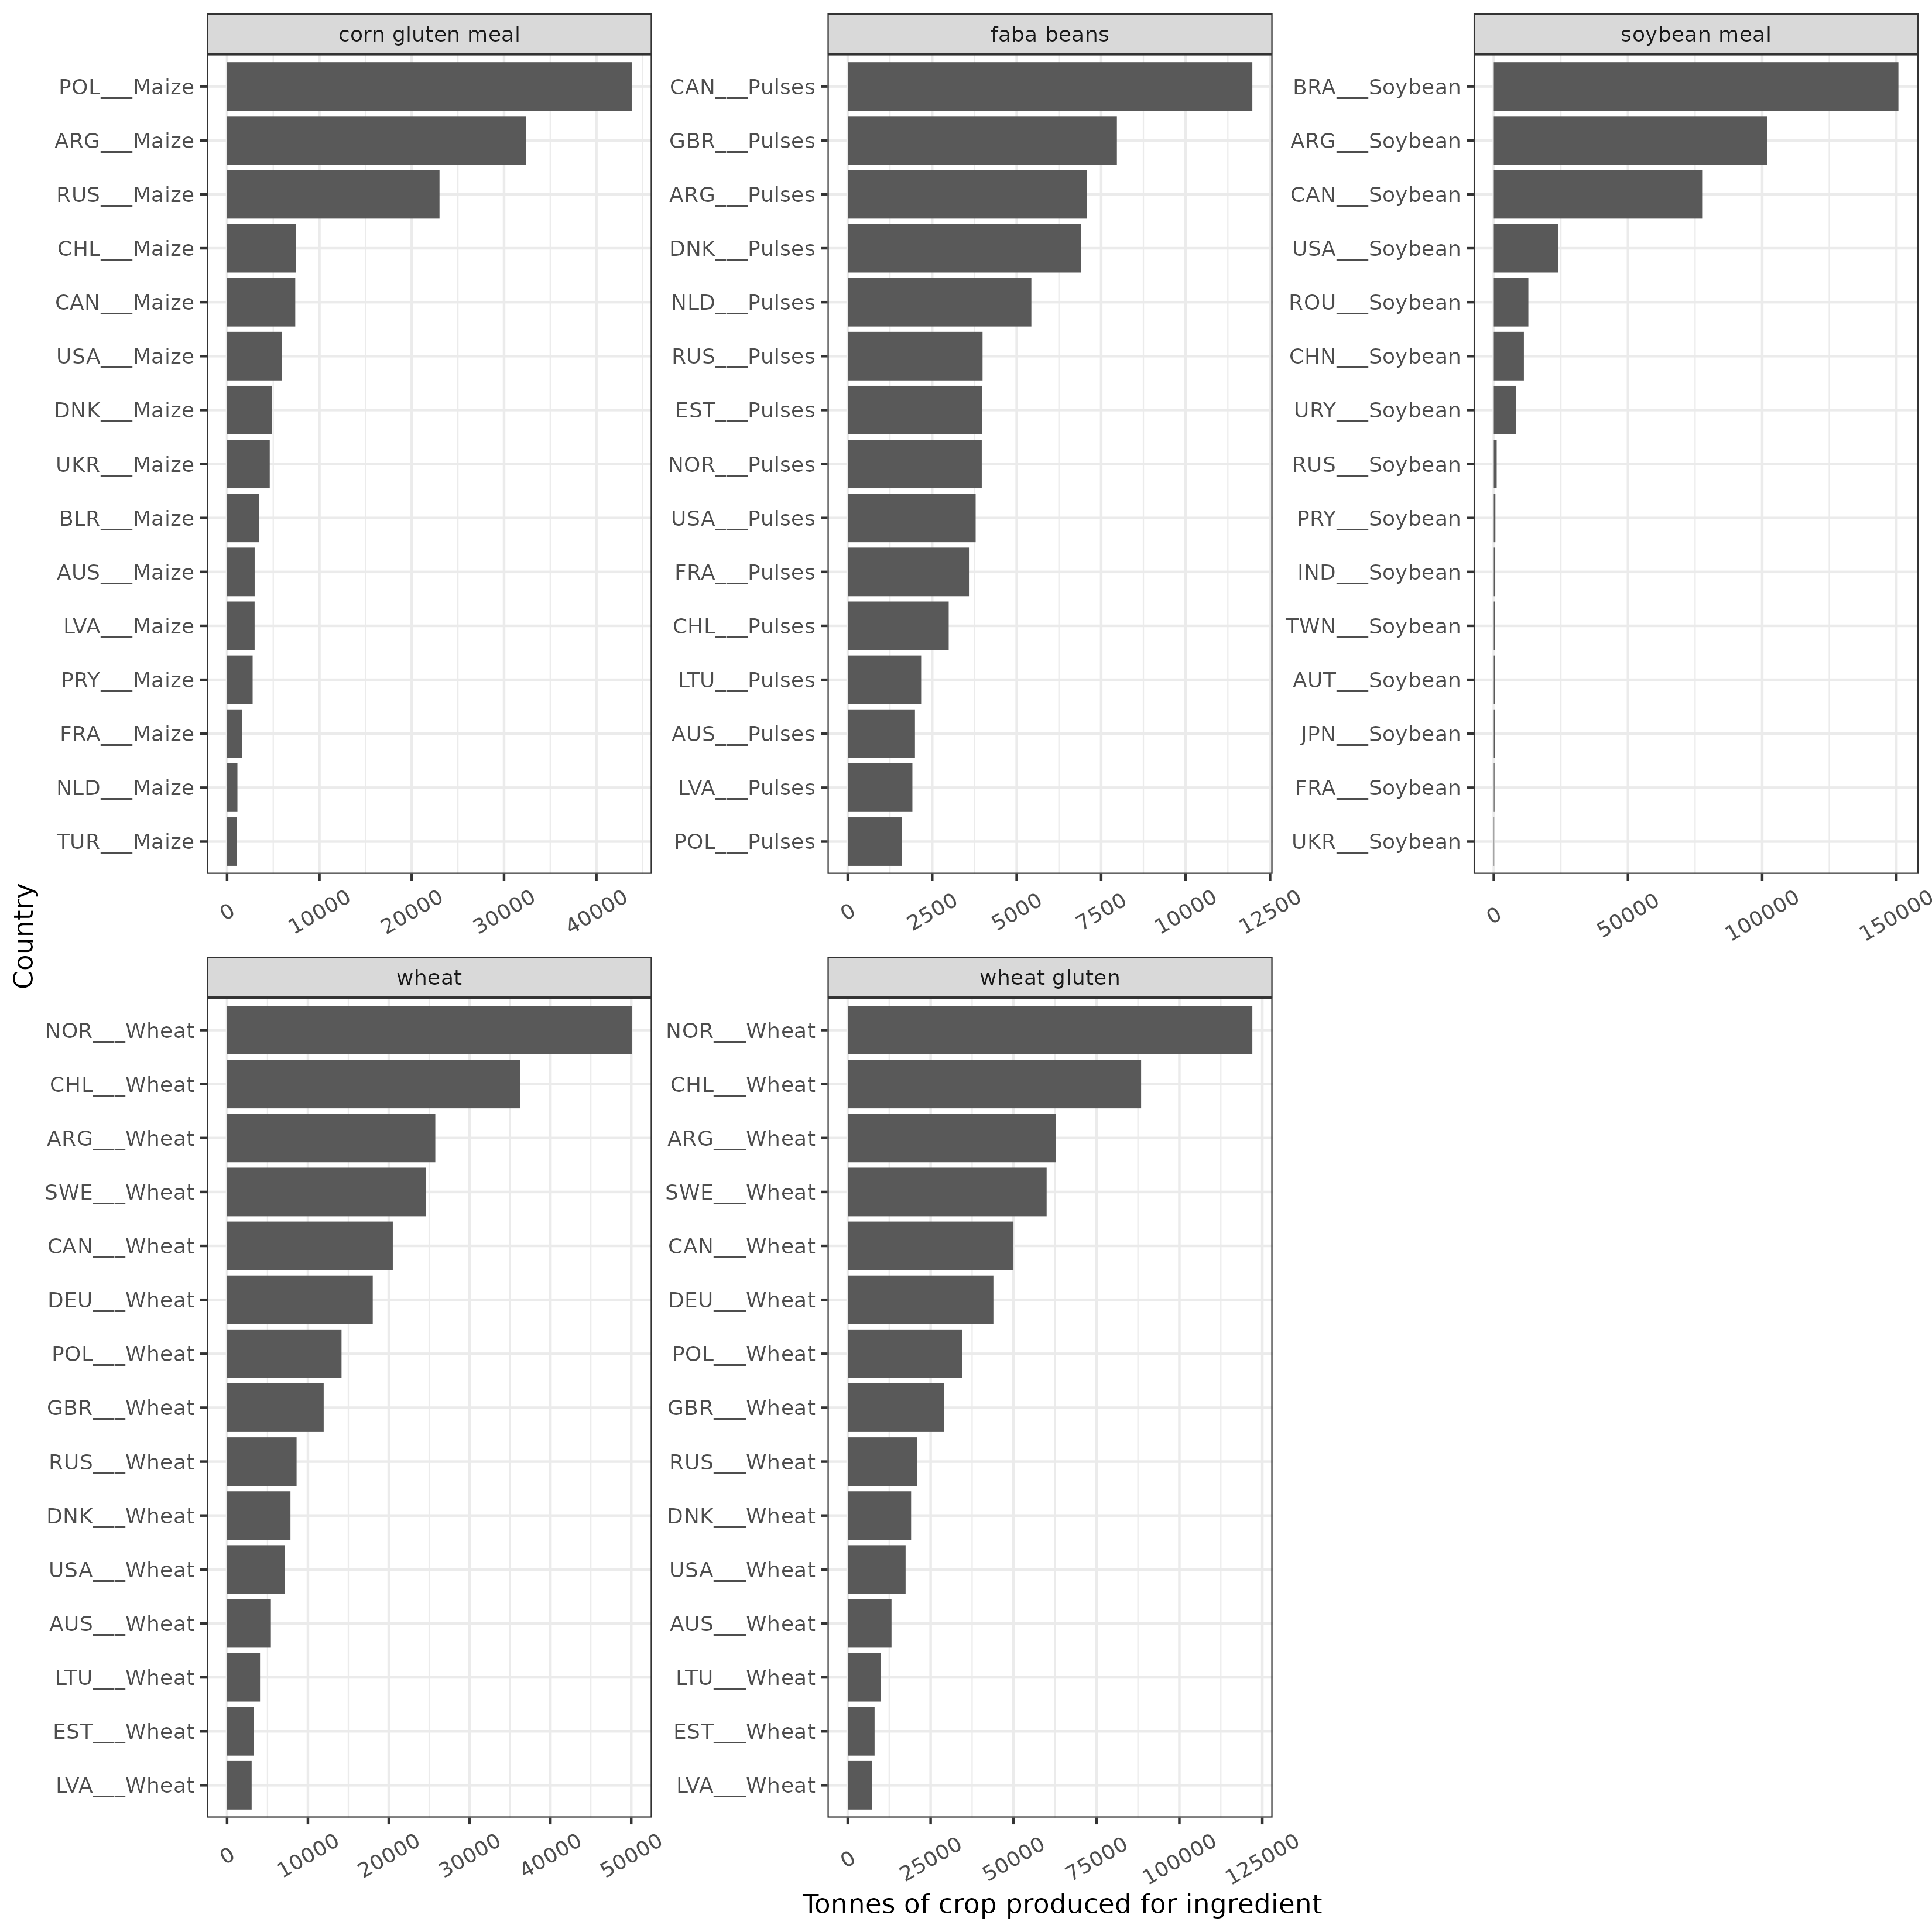 corn gluten meal
POL___Maize
ARG___Maize
RUS___Maize
CHL___Maize
CAN___Maize
USA___Maize
DNK___Maize
UKR___Maize
BLR___Maize
AUS___Maize
LVA___Maize
PRY___Maize
FRA___Maize
NLD___Maize
TUR___Maize
0 10000 20000 30000 40000
faba beans
CAN___Pulses
GBR___Pulses
ARG___Pulses
DNK___Pulses
NLD___Pulses
RUS___Pulses
EST___Pulses
NOR___Pulses
USA___Pulses
FRA___Pulses
CHL___Pulses
LTU___Pulses
AUS___Pulses
LVA___Pulses
POL___Pulses
0 2500 5000 7500 10000 12500
soybean meal
BRA___Soybean
ARG___Soybean
CAN___Soybean
USA___Soybean
ROU___Soybean
CHN___Soybean
URY___Soybean
RUS___Soybean
PRY___Soybean
IND___Soybean
TWN___Soybean
AUT___Soybean
JPN___Soybean
FRA___Soybean
UKR___Soybean
0 50000 100000 150000
Country
wheat
NOR___Wheat
CHL___Wheat
ARG___Wheat
SWE___Wheat
CAN___Wheat
DEU___Wheat
POL___Wheat
GBR___Wheat
RUS___Wheat
DNK___Wheat
USA___Wheat
AUS___Wheat
LTU___Wheat
EST___Wheat
LVA___Wheat
0 10000 20000 30000 40000 50000
wheat gluten
NOR___Wheat
CHL___Wheat
ARG___Wheat
SWE___Wheat
CAN___Wheat
DEU___Wheat
POL___Wheat
GBR___Wheat
RUS___Wheat
DNK___Wheat
USA___Wheat
AUS___Wheat
LTU___Wheat
EST___Wheat
LVA___Wheat
0 25000 50000 75000 100000 125000
Tonnes of crop produced for ingredient